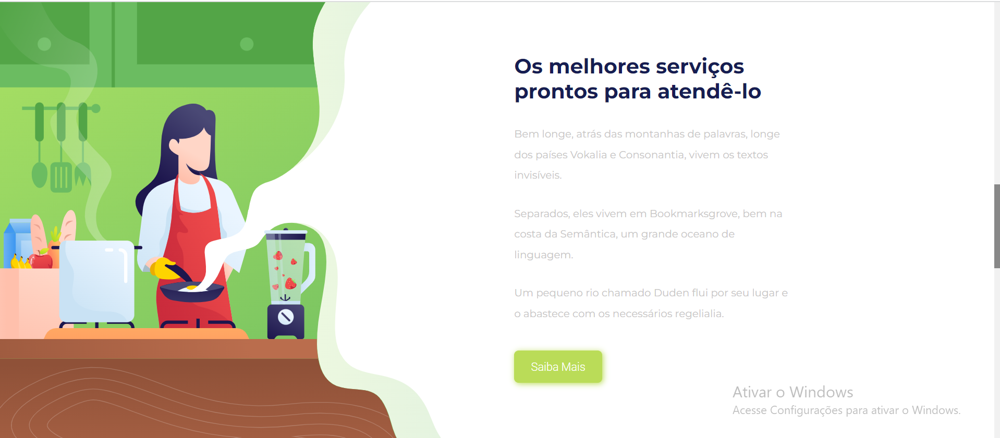 Os melhores serviços
prontos para atendê-lo
Bem longe, atrás das montanhas de palavras, longe
dos países Vokalia e Consonantia, vivem os textos
invisíveis.
Separados, eles vivem em Bookmarksgrove, bem na
costa da Semântica, um grande oceano de
linguagem.
Um pequeno rio chamado Duden flui por seu lugar e
o abastece com os necessários regelialia.
Saiba Mais
Ativar o Windows
Acesse Configurações para ativar o Windows.